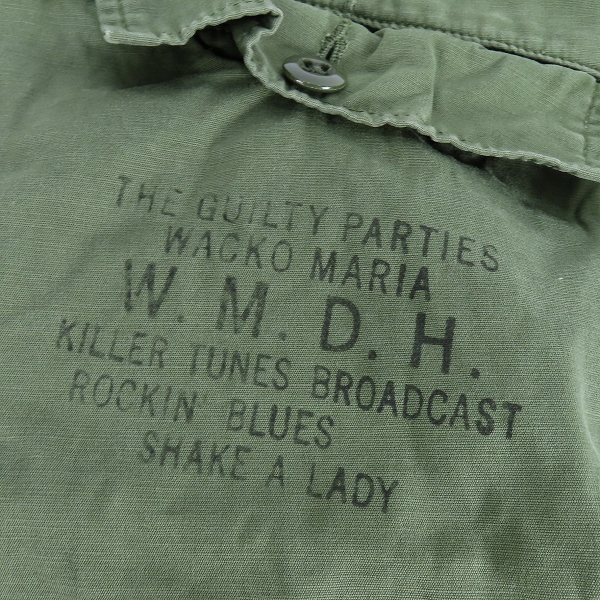 THE GUILTY PARTIES
WACKO MARIA
W. M. D. H.
KILLER TUNES BROADCAST
ROCKIN' BLUES
SHAKE A LADY